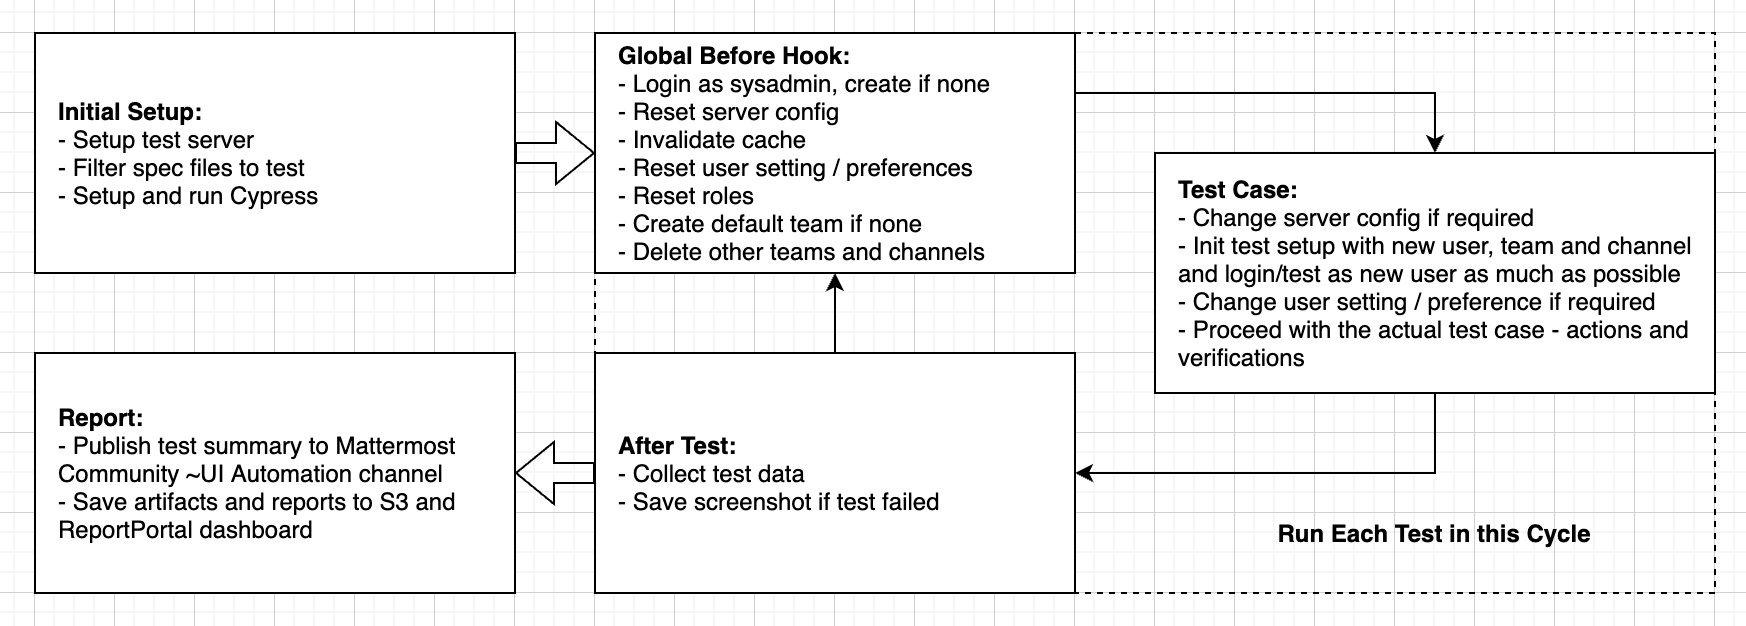 Initial Setup:
- Setup test server
- Filter spec files to test
- Setup and run Cypress
Global Before Hook:
- Login as sysadmin, create if none
- Reset server config
- Invalidate cache
- Reset user setting / preferences
- Reset roles
- Create default team if none
- Delete other teams and channels
Test Case:
- Change server config if required
- Init test setup with new user, team and channel
and login/test as new user as much as possible
- Change user setting / preference if required
- Proceed with the actual test case - actions and
verifications
Report:
- Publish test summary to Mattermost
Community ~UI Automation channel
- Save artifacts and reports to S3 and
ReportPortal dashboard
After Test:
- Collect test data
- Save screenshot if test failed
Run Each Test in this Cycle